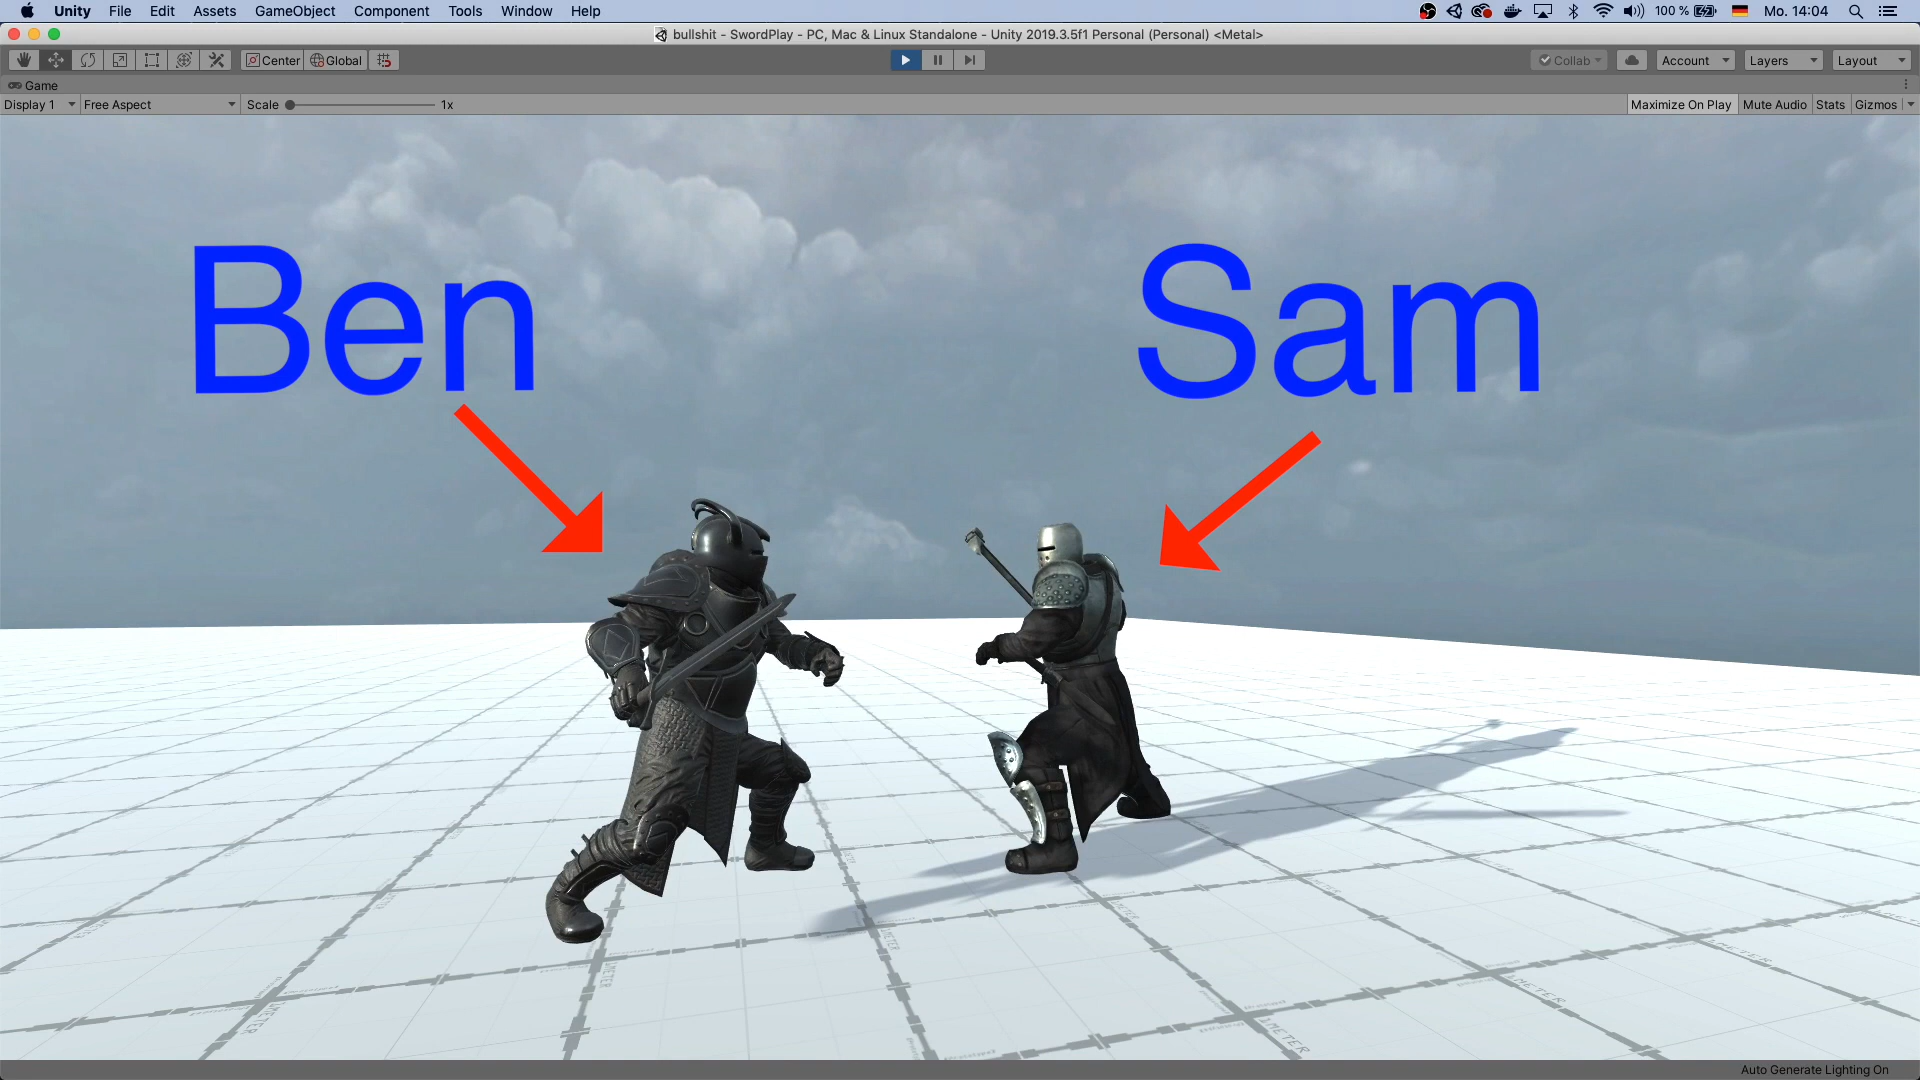 Unity File Edit Assets GameObject Component Tools Window Help 100 % Mo. 14:04
bullshit - SwordPlay - PC, Mac & Linux Standalone - Unity 2019.3.5f1 Personal (Personal) <Metal>
Center Global Collab Account Layers Layout
Game
Display 1 Free Aspect Scale 1x Maximize On Play Mute Audio Stats Gizmos
Ben Sam
Auto Generate Lighting On